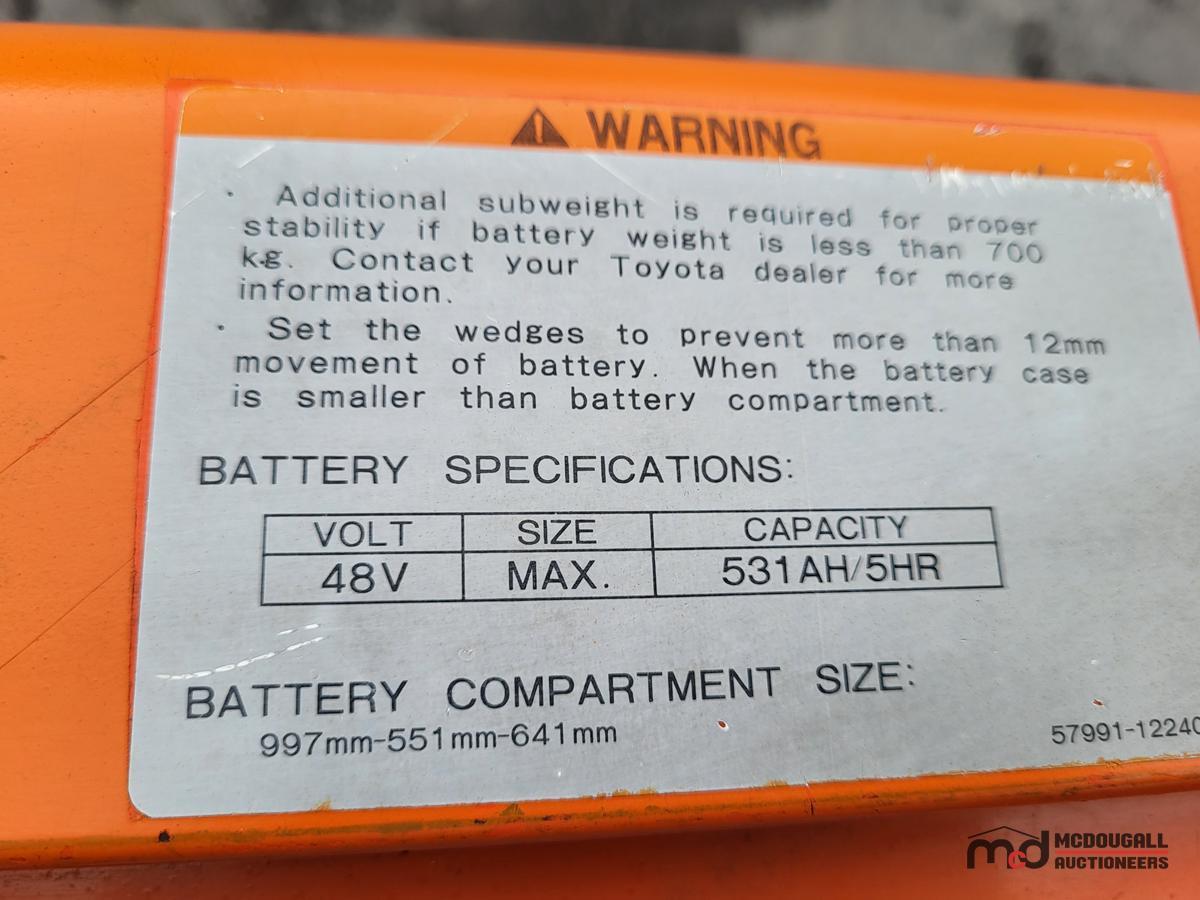 WARNING
· Additional subweight is required for proper
stability if battery weight is less than 700
kg. Contact your Toyota dealer for more
information.
· Set the wedges to prevent more than 12mm
movement of battery. When the battery case
is smaller than battery compartment.
BATTERY SPECIFICATIONS:
VOLT SIZE CAPACITY
48V MAX. 531AH/5HR
BATTERY COMPARTMENT SIZE:
997mm-551mm-641mm
57991-12240
mcd MCDOUGALL
AUCTIONEERS